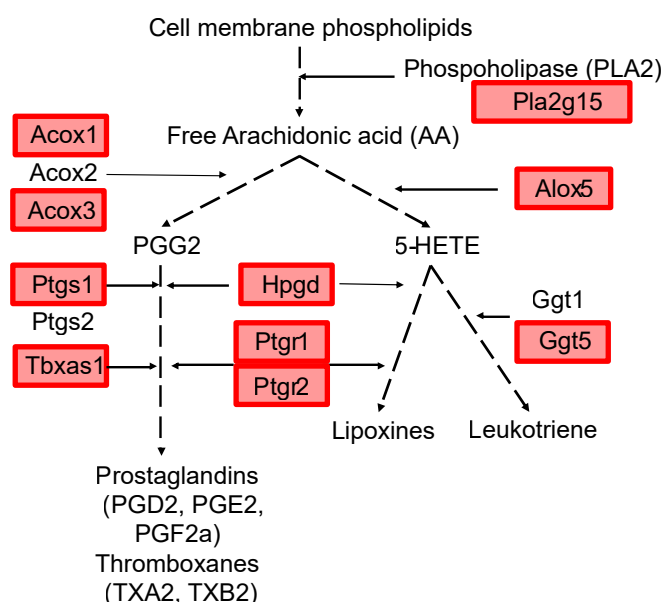 Cell membrane phospholipids
Phospoholipase (PLA2)
Pla2g15
Acox1
Free Arachidonic acid (AA)
Acox2
Alox5
Acox3
PGG2
5-HETE
Ptgs1
Hpgd
Ggt1
Ptgs2
Ptgr1
Ggt5
Tbxas1
Ptgr2
Lipoxines
Leukotriene
Prostaglandins
(PGD2, PGE2,
PGF2a)
Thromboxanes
(TXA2, TXB2)